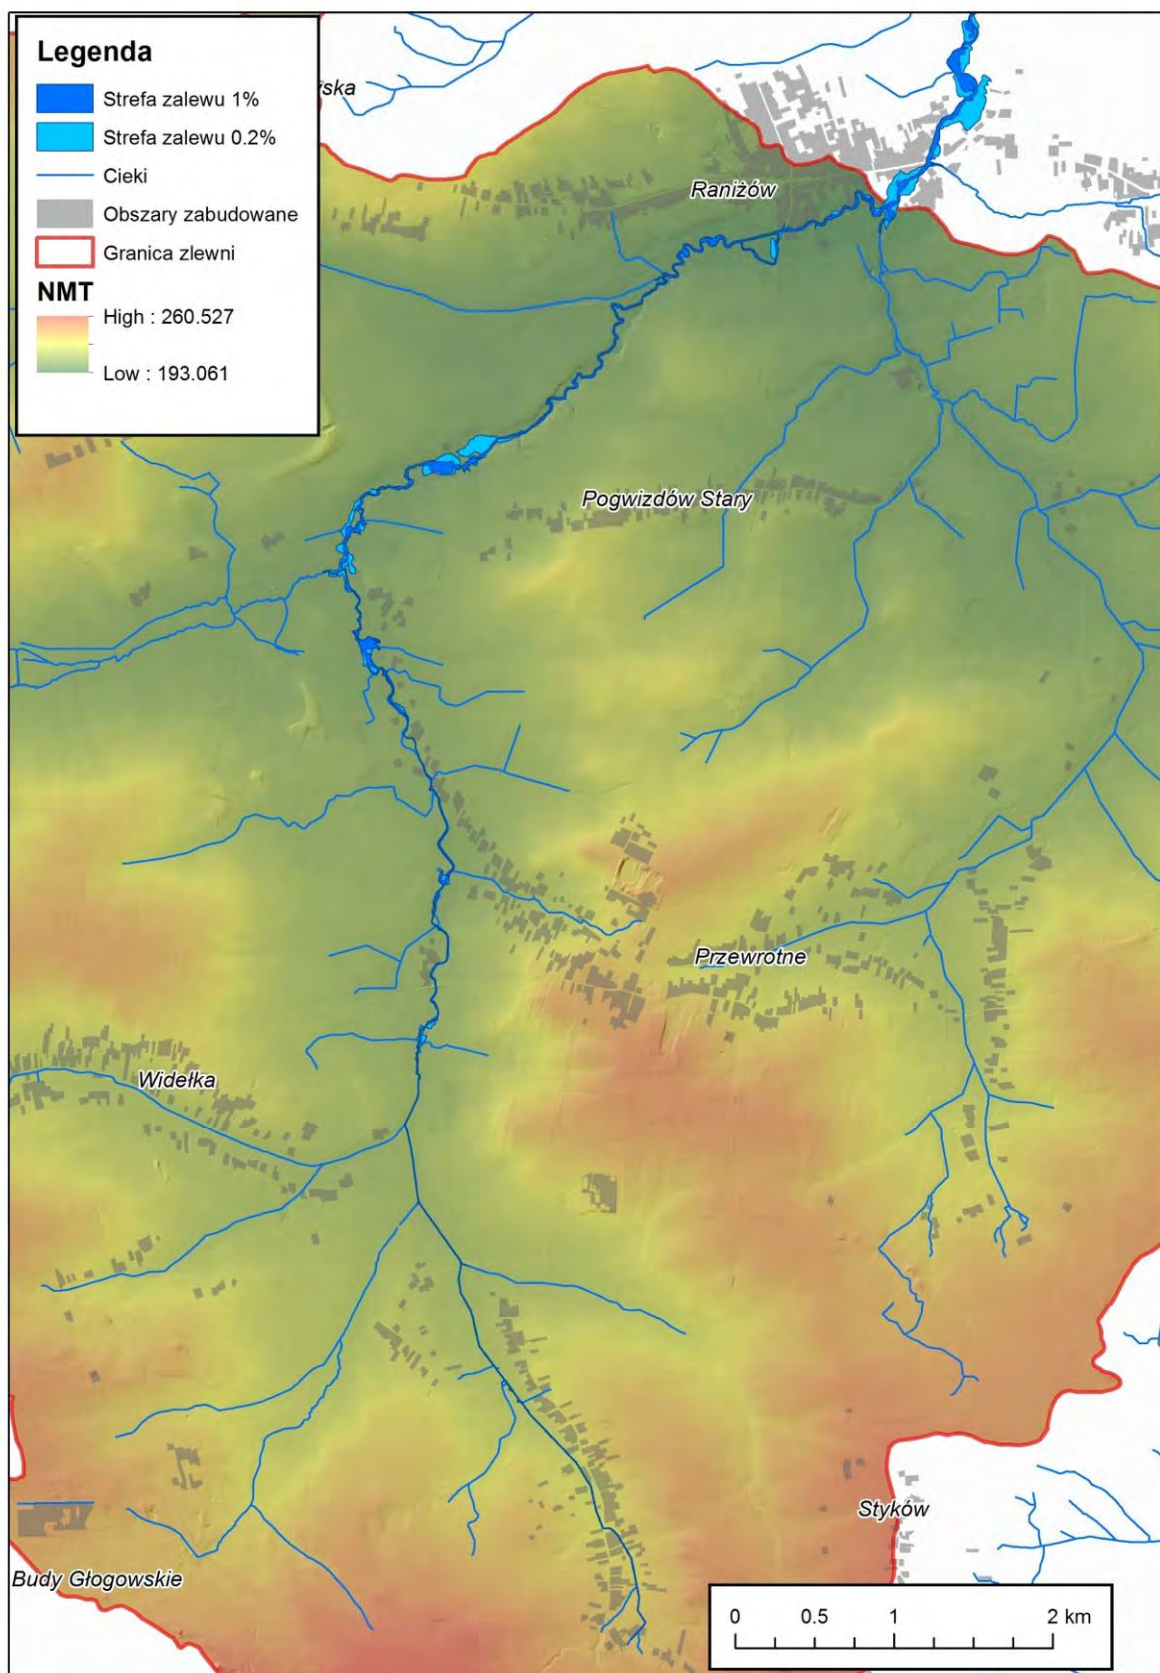 Legenda
Strefa zalewu 1%
Strefa zalewu 0.2%
Cieki
Obszary zabudowane
Granica zlewni
NMT
High : 260.527
Low : 193.061
Raniżów
Pogwizdów Stary
Przewrotne
Widełka
Styków
Budy Głogowskie
0 0.5 1 2 km